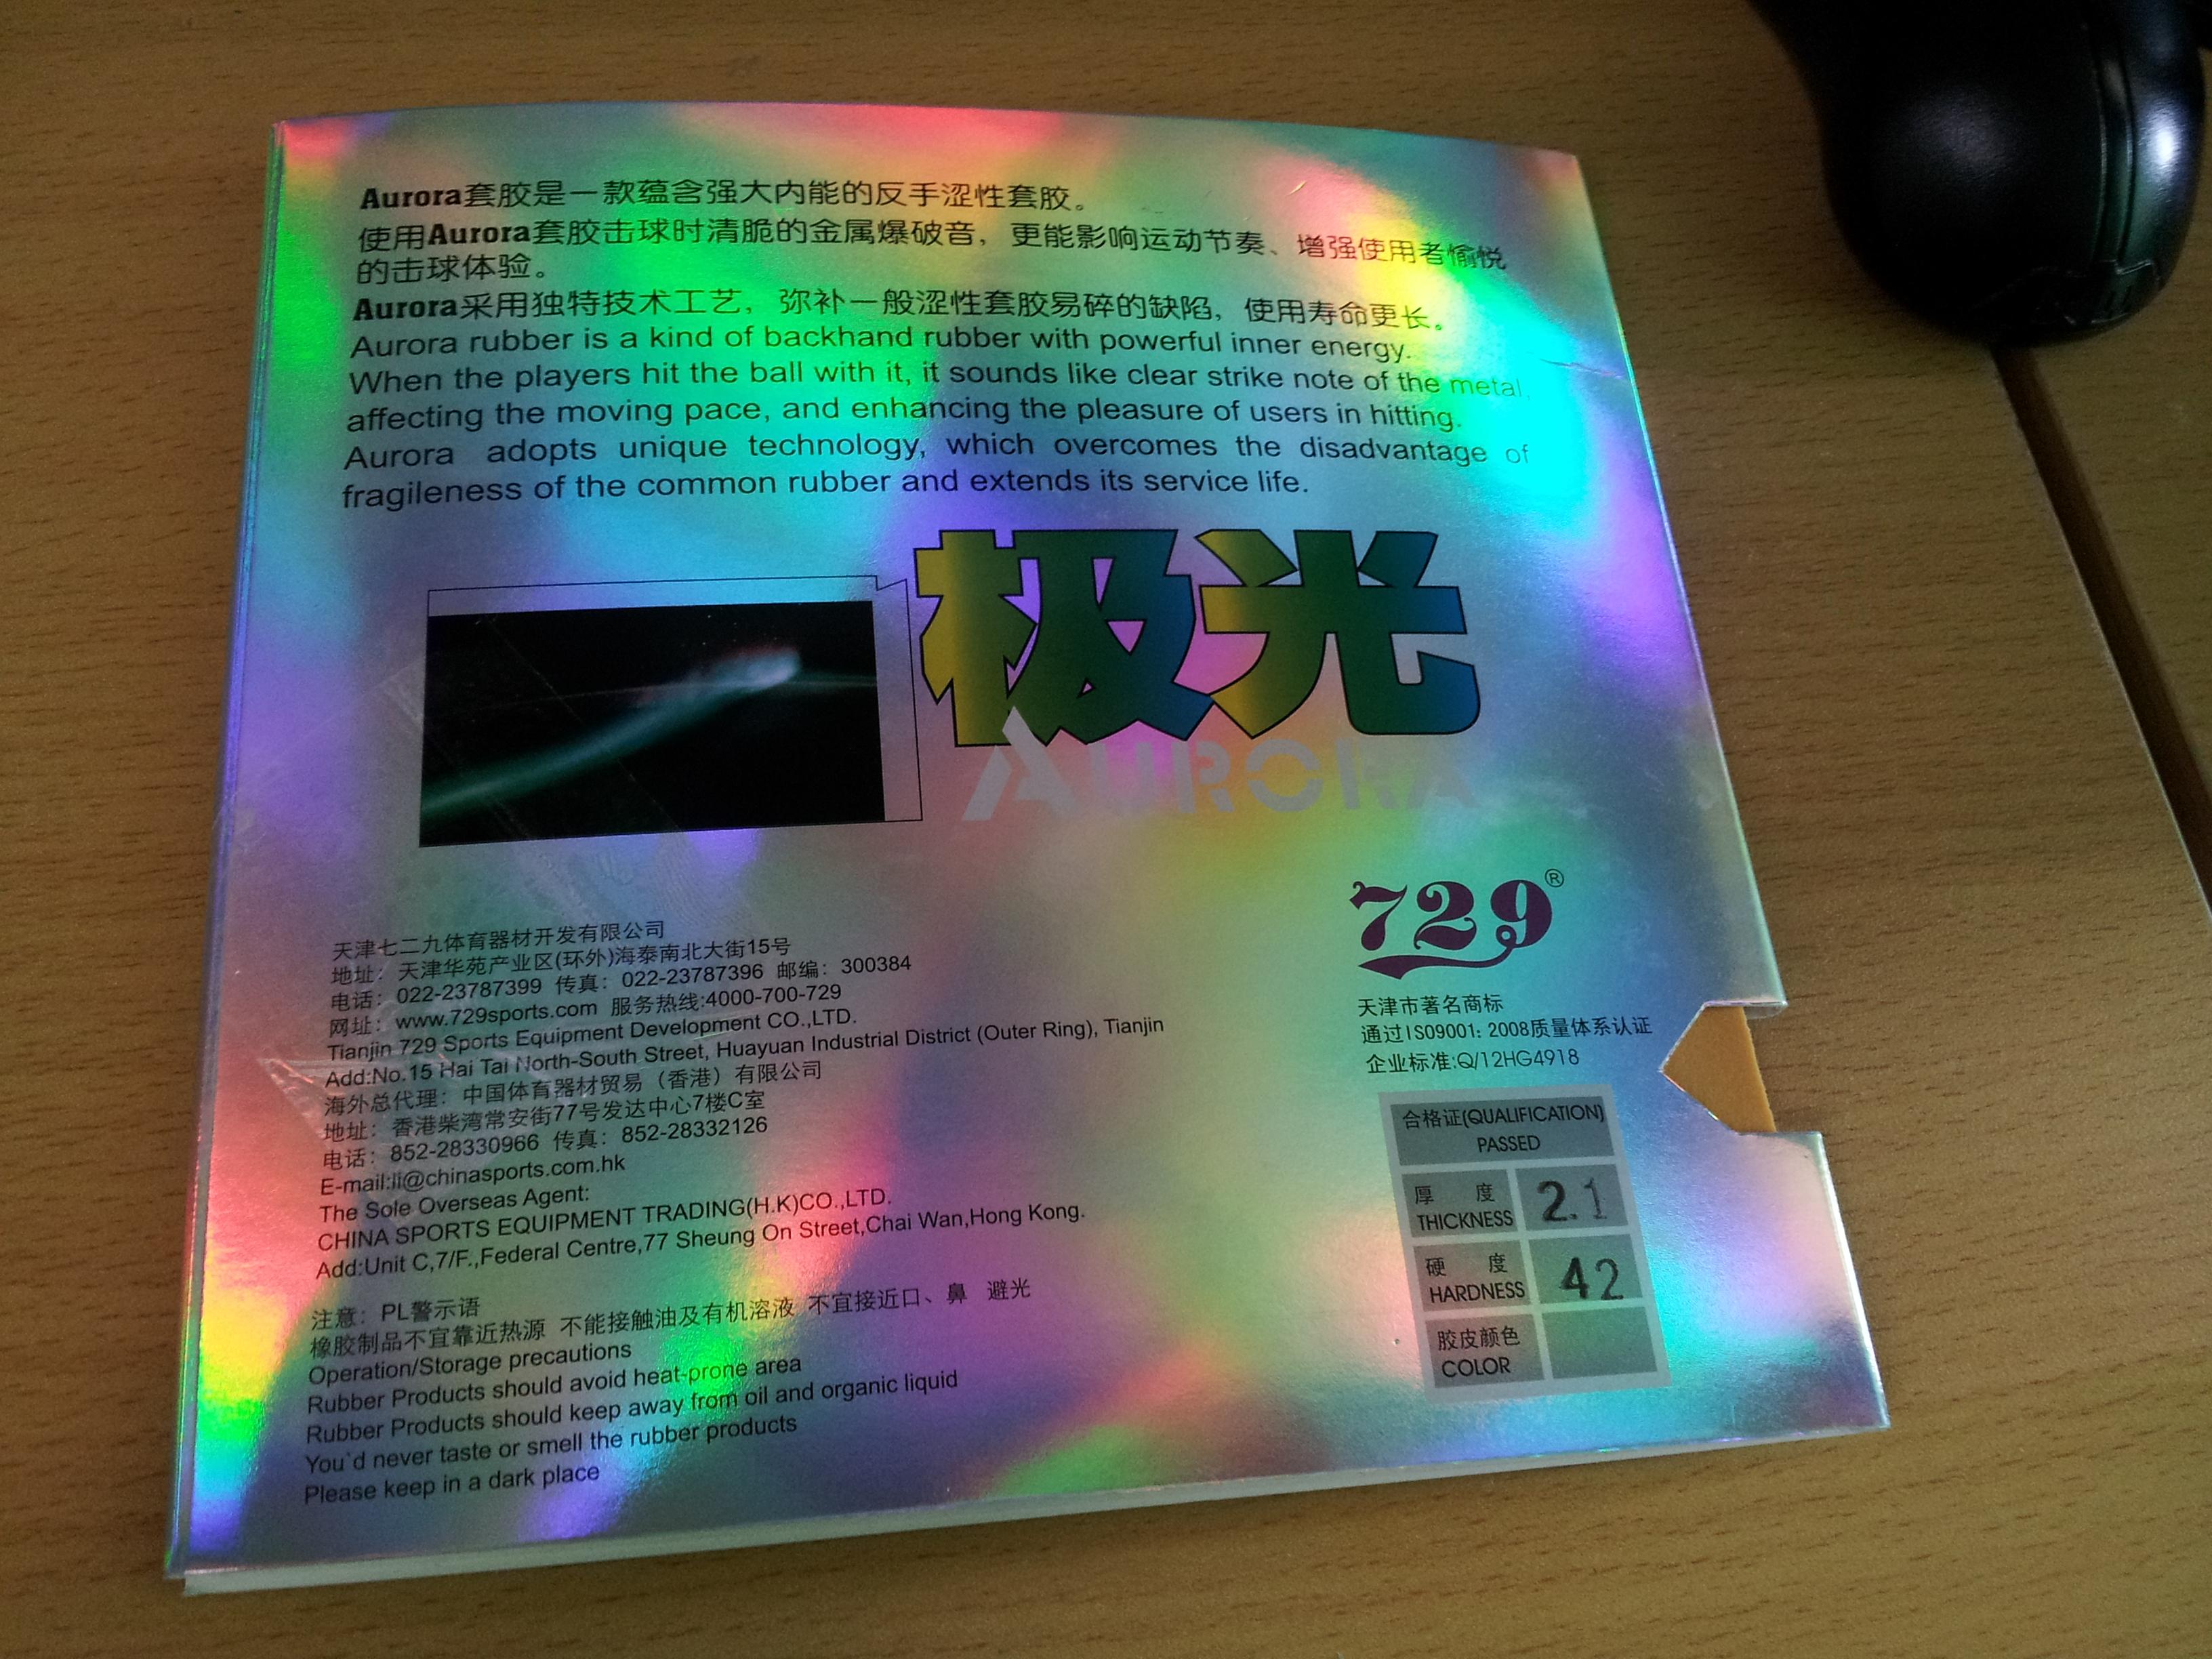 Aurora套胶是一款蕴含强大内能的反手涩性套胶。
使用Aurora套胶击球时清脆的金属爆破音，更能影响运动节奏、增强使用者愉悦
的击球体验。
Aurora采用独特技术工艺，弥补一般涩性套胶易碎的缺陷，使用寿命更长。
Aurora rubber is a kind of backhand rubber with powerful inner energy.
When the players hit the ball with it, it sounds like clear strike note of the metal,
affecting the moving pace, and enhancing the pleasure of users in hitting.
Aurora adopts unique technology, which overcomes the disadvantage of
fragileness of the common rubber and extends its service life.
极光
AURORA
729®
天津市著名商标
通过IS09001: 2008质量体系认证
企业标准:Q/12HG4918
合格证(QUALIFICATION)
PASSED
厚 度
THICKNESS
2.1
硬 度
HARDNESS
42
胶皮颜色
COLOR
天津七二九体育器材开发有限公司
地址：天津华苑产业区(环外)海泰南北大街15号
电话：022-23787399 传真：022-23787396 邮编：300384
网址：www.729sports.com 服务热线:4000-700-729
Tianjin 729 Sports Equipment Development CO.,LTD.
Add:No.15 Hai Tai North-South Street, Huayuan Industrial District (Outer Ring), Tianjin
海外总代理：中国体育器材贸易（香港）有限公司
地址：香港柴湾常安街77号发达中心7楼C室
电话：852-28330966 传真：852-28332126
E-mail:li@chinasports.com.hk
The Sole Overseas Agent:
CHINA SPORTS EQUIPMENT TRADING(H.K)CO.,LTD.
Add:Unit C,7/F.,Federal Centre,77 Sheung On Street,Chai Wan,Hong Kong.
注意：PL警示语
橡胶制品不宜靠近热源 不能接触油及有机溶液 不宜接近口、鼻 避光
Operation/Storage precautions
Rubber Products should avoid heat-prone area
Rubber Products should keep away from oil and organic liquid
You`d never taste or smell the rubber products
Please keep in a dark place